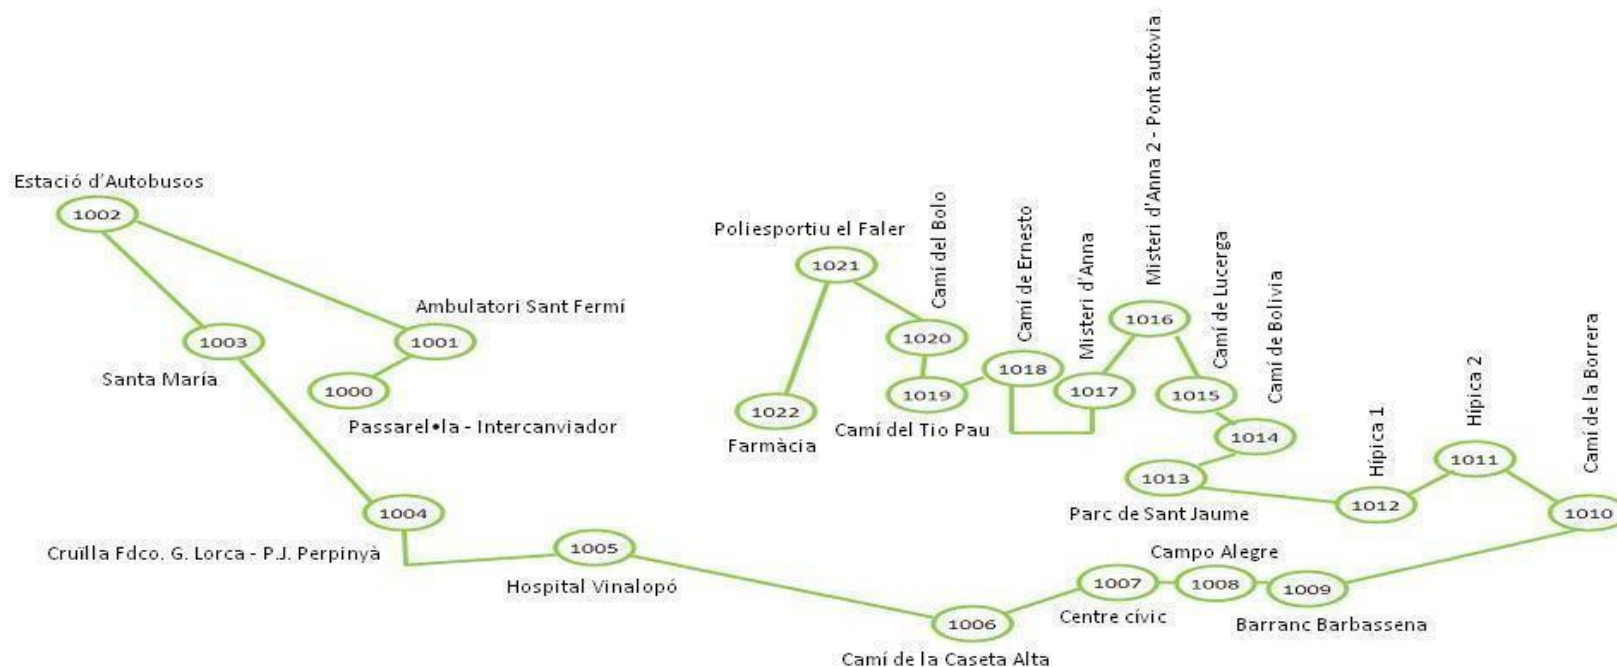 Estació d'Autobusos
1002
1003
Santa María
Ambulatori Sant Fermí
1001
1000
Passarel•la - Intercanviador
1004
Cruïlla Fdco. G. Lorca - P.J. Perpinyà
1005
Hospital Vinalopó
1006
Camí de la Caseta Alta
1007
Centre cívic
Campo Alegre
1008
1009
Barranc Barbassena
Camí de la Borrera
1010
Hípica 2
1011
Hípica 1
1012
1013
Parc de Sant Jaume
Camí de Bolivia
1014
Camí de Lucerga
1015
Misteri d'Anna 2 - Pont autovia
1016
Misteri d'Anna
1017
Camí de Ernesto
1018
1019
Camí del Tio Pau
Camí del Bolo
1020
Poliesportiu el Faler
1021
1022
Farmàcia